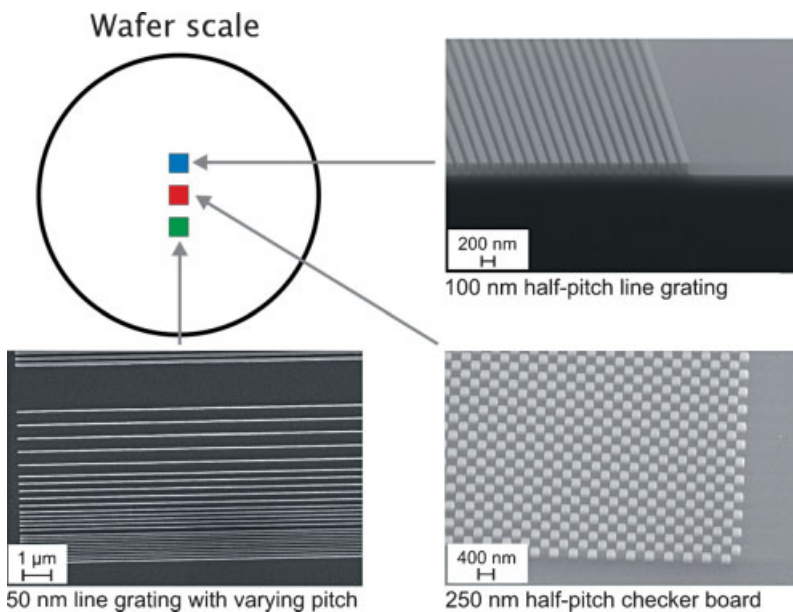 Wafer scale
200 nm
100 nm half-pitch line grating
1 µm
50 nm line grating with varying pitch
400 nm
250 nm half-pitch checker board